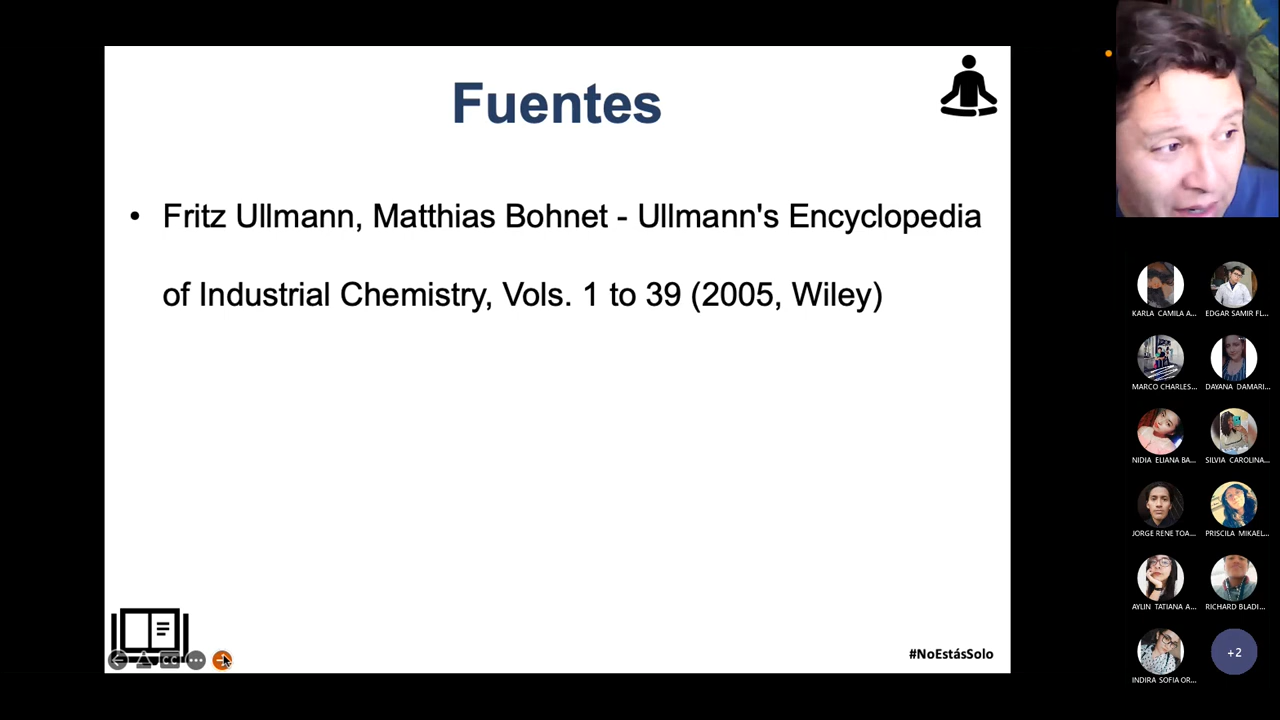 Fuentes
• Fritz Ullmann, Matthias Bohnet - Ullmann's Encyclopedia
of Industrial Chemistry, Vols. 1 to 39 (2005, Wiley)
CC
#NoEstásSolo
KARLA CAMILA A...
EDGAR SAMIR FL...
MARCO CHARLES...
DAYANA DAMARI...
NIDIA ELIANA BA...
SILVIA CAROLINA...
JORGE RENE TOA...
PRISCILA MIKAEL...
AYLIN TATIANA A...
RICHARD BLADI...
INDIRA SOFIA OR...
+2